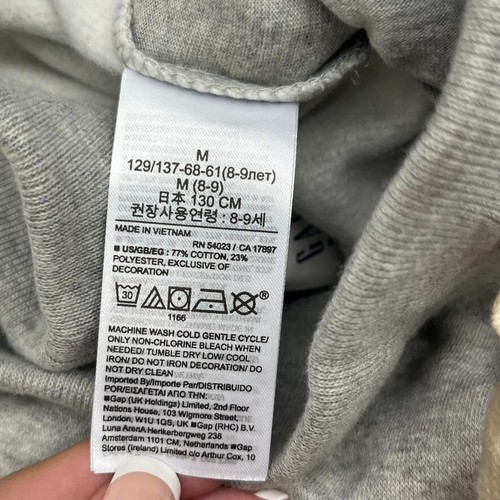 M
129/137-68-61(8-9лет)
M (8-9)
日本 130 CM
권장사용연령 : 8-9세
MADE IN ViETNAM
RN 54023 / CA 17897
■ US/GB/EG : 77% COTTON, 23%
POLYESTER, EXCLUSIVE OF
DECORATION
30
®
1166
MACHINE WASH COLD GENTLE CYCLE/
ONLY NON-CHLORINE BLEACH WHEN
NEEDED/ TUMBLE DRY LOW/ COOL
IRON/ DO NOT IRON DECORATION/ DO
NOT DRY CLEAN
Imported By/Importado Par/DISTRIBUIDO
POR/ΕΙΣΑΓΕΤΑΙ ΑΠΟ ΤΗΝ:
■Gap (UK Holdings) Limited, 2nd Floor
Nations House, 103 Wigmore Street,
London, W1U 1QS, UK ■Gap (RHC) B.V.
Luna ArenA Herikerbergweg 238
Amsterdam 1101 CM, Netherlands ■Gap
Stores (Ireland) Limited c/o Arthur Cox, 10